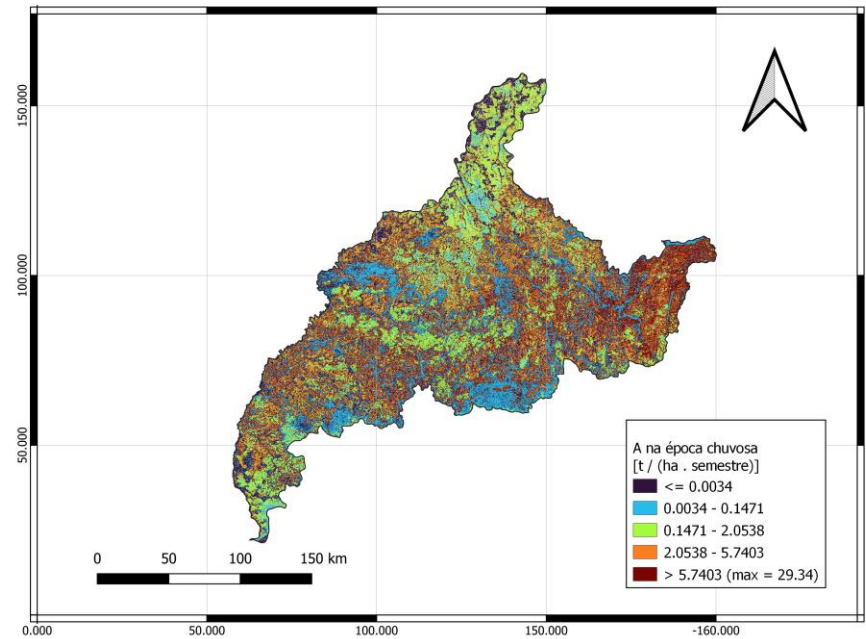 150.000
100.000
50.000
A na época chuvosa
[t / (ha . semestre)]
<= 0.0034
0.0034 - 0.1471
0.1471 - 2.0538
2.0538 - 5.7403
> 5.7403 (max = 29.34)
0 50 100 150 km
0.000 50.000 100.000 150.000 -160.000